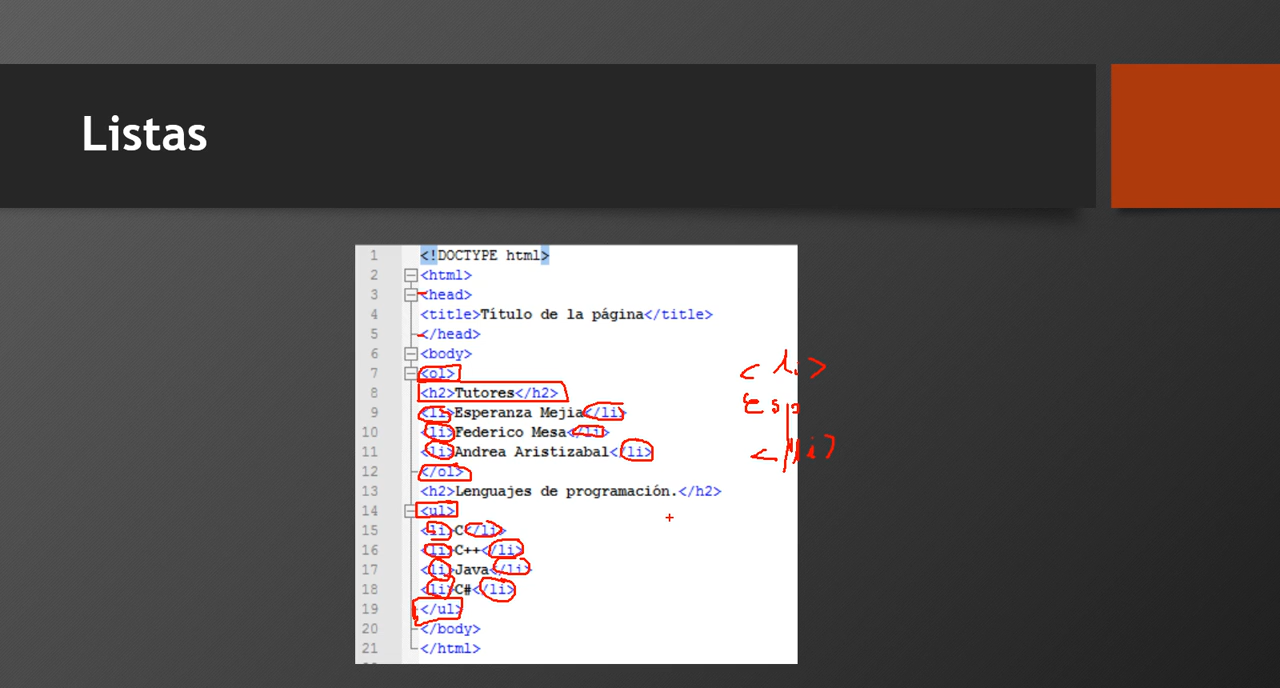 Listas
1 <!DOCTYPE html>
2 <html>
3 <head>
4 <title>Título de la página</title>
5 </head>
6 <body>
7 <ol>
8 <h2>Tutores</h2>
9 <li>Esperanza Mejia</li>
10 <li>Federico Mesa</li>
11 <li>Andrea Aristizabal</li>
12 </ol>
13 <h2>Lenguajes de programación.</h2>
14 <ul>
15 <li>C</li>
16 <li>C++</li>
17 <li>Java</li>
18 <li>C#</li>
19 </ul>
20 </body>
21 </html>
<li>
</li>